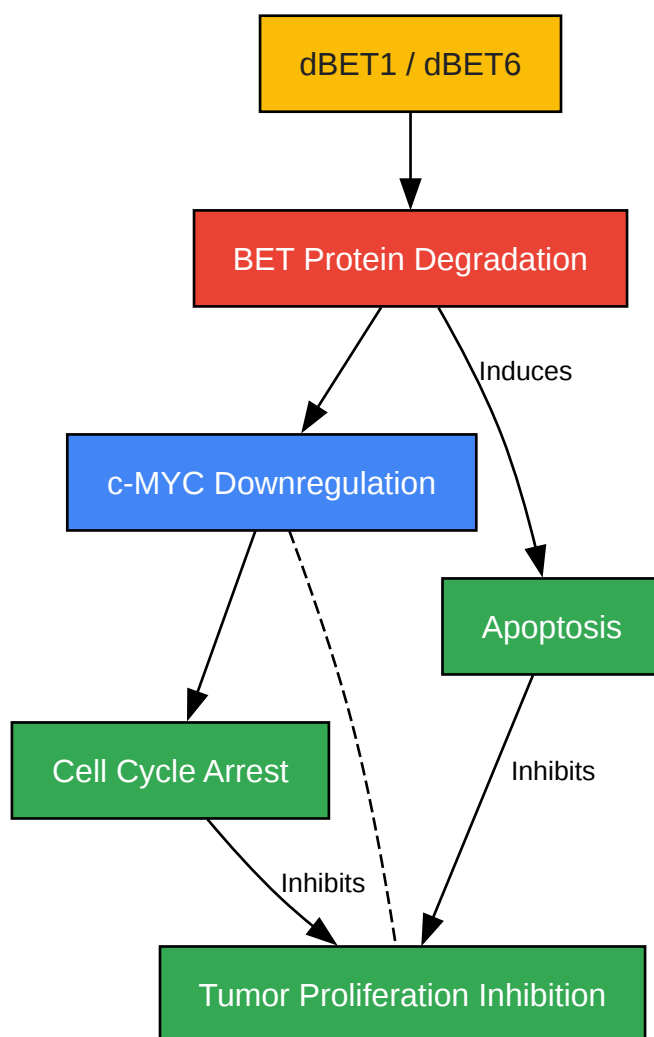 dBET1 / dBET6
BET Protein Degradation
Induces
c-MYC Downregulation
Apoptosis
Cell Cycle Arrest
Inhibits
Inhibits
Tumor Proliferation Inhibition